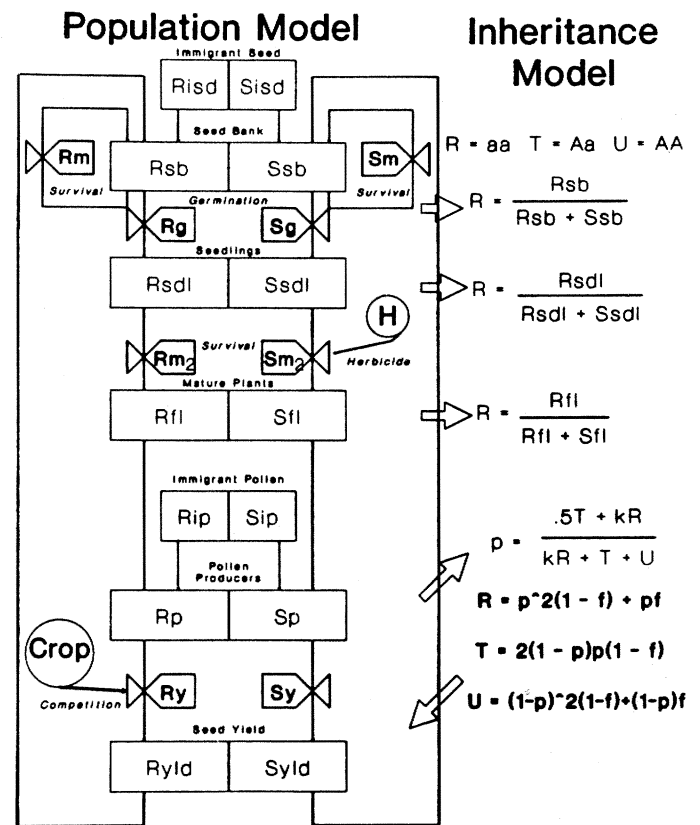 Population Model
Inheritance
Model
Immigrant Seed
Risd Sisd
Seed Bank
Rm Sm
Rsb Ssb
Survival Survival
Germination
Rg Sg
Seedlings
Rsdl Ssdl
H
Survival
Rm2 Sm2
Herbicide
Mature Plants
Rfl Sfl
Immigrant Pollen
Rip Sip
Pollen
Producers
Rp Sp
Crop
Ry Sy
Competition
Seed Yield
Ryld Syld
R = aa T = Aa U = AA
R = Rsb
Rsb + Ssb
R = Rsdl
Rsdl + Ssdl
R = Rfl
Rfl + Sfl
p = .5T + kR
kR + T + U
R = p^2(1 - f) + pf
T = 2(1 - p)p(1 - f)
U = (1-p)^2(1-f)+(1-p)f